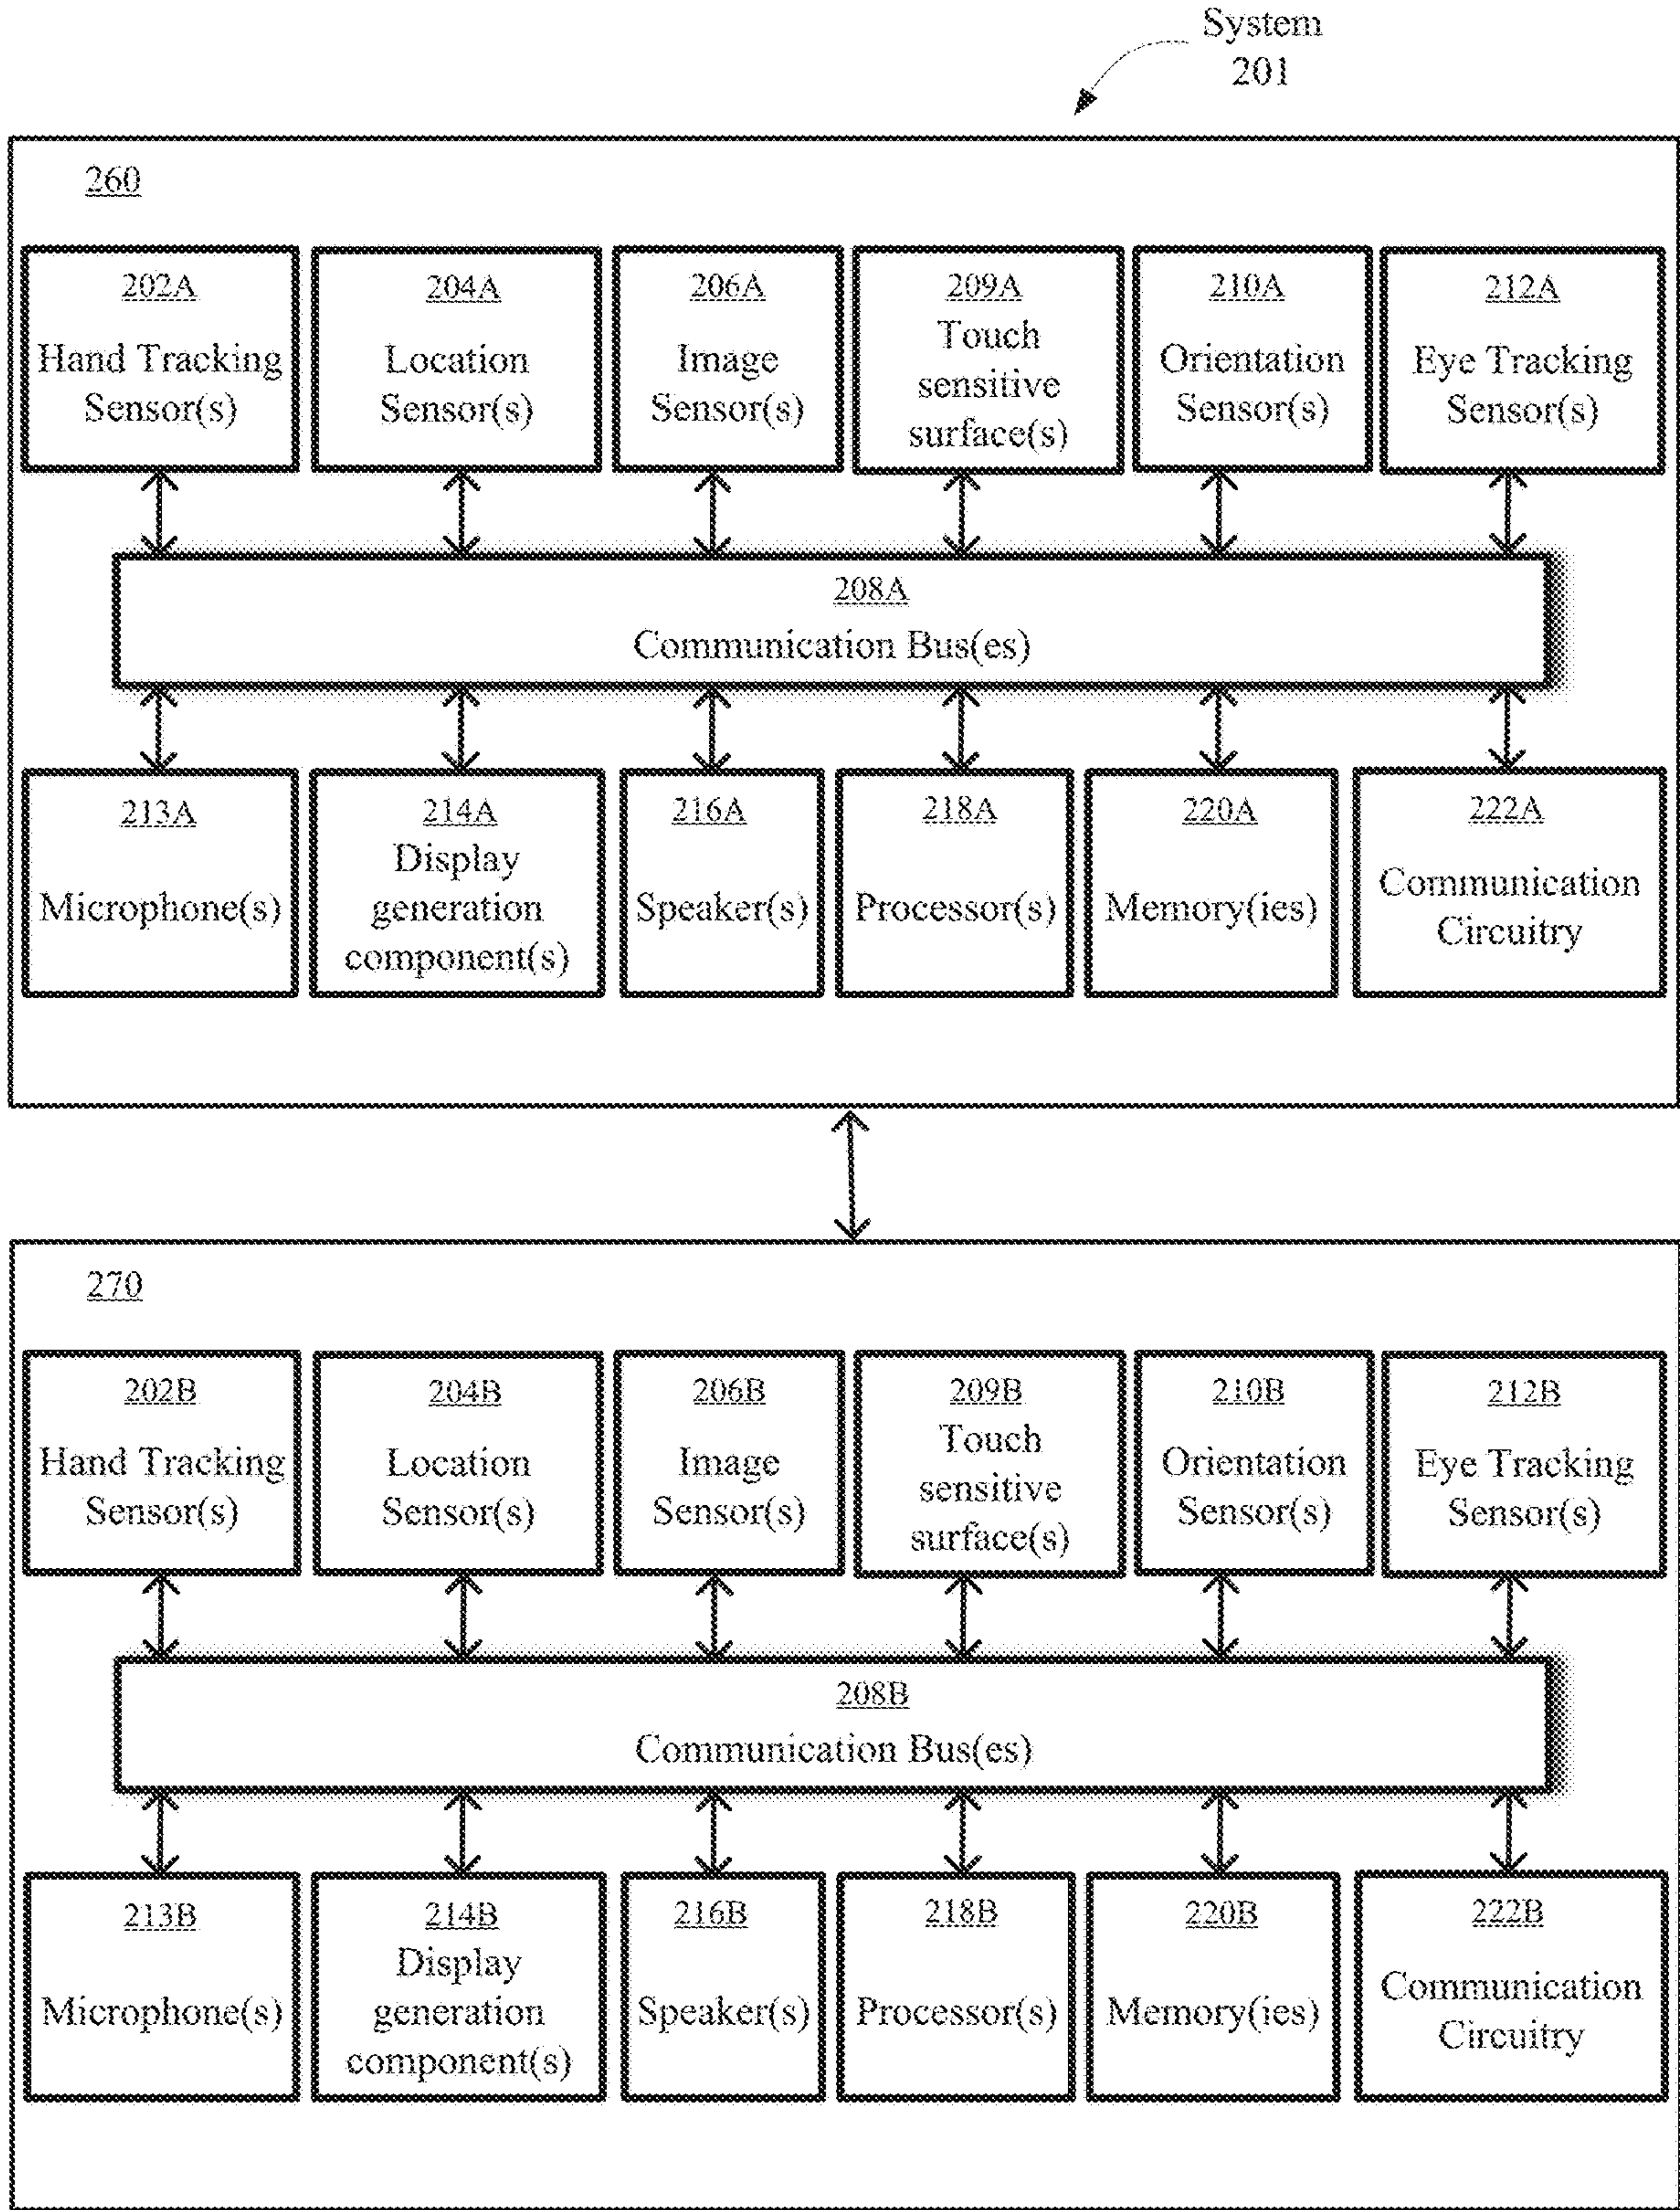 System
201
260
202A
Hand Tracking
Sensor(s)
204A
Location
Sensor(s)
206A
Image
Sensor(s)
209A
Touch
sensitive
surface(s)
210A
Orientation
Sensor(s)
212A
Eye Tracking
Sensor(s)
208A
Communication Bus(es)
213A
Microphone(s)
214A
Display
generation
component(s)
216A
Speaker(s)
218A
Processor(s)
220A
Memory(ies)
222A
Communication
Circuitry
270
202B
Hand Tracking
Sensor(s)
204B
Location
Sensor(s)
206B
Image
Sensor(s)
209B
Touch
sensitive
surface(s)
210B
Orientation
Sensor(s)
212B
Eye Tracking
Sensor(s)
208B
Communication Bus(es)
213B
Microphone(s)
214B
Display
generation
component(s)
216B
Speaker(s)
218B
Processor(s)
220B
Memory(ies)
222B
Communication
Circuitry